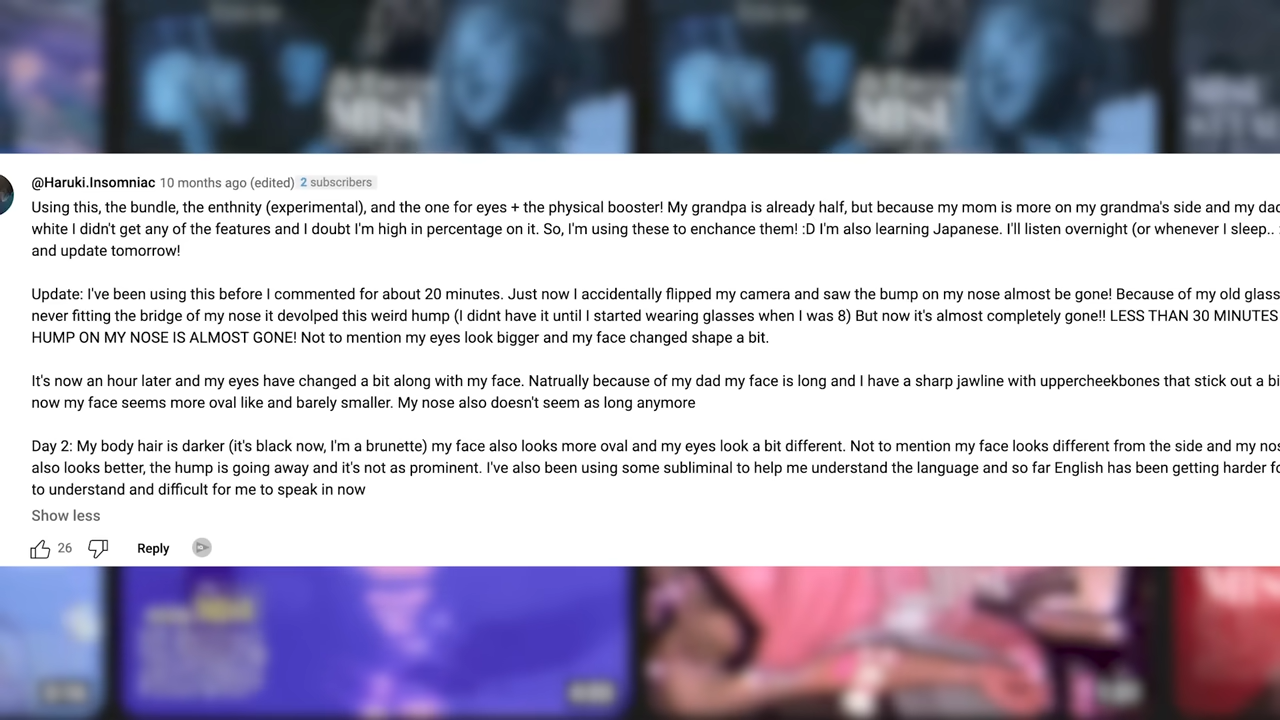 @Haruki.Insomniac 10 months ago (edited) 2 subscribers
Using this, the bundle, the enthnity (experimental), and the one for eyes + the physical booster! My grandpa is already half, but because my mom is more on my grandma's side and my dad
white I didn't get any of the features and I doubt I'm high in percentage on it. So, I'm using these to enchance them! :D I'm also learning Japanese. I'll listen overnight (or whenever I sleep..
and update tomorrow!
Update: I've been using this before I commented for about 20 minutes. Just now I accidentally flipped my camera and saw the bump on my nose almost be gone! Because of my old glass
never fitting the bridge of my nose it devolped this weird hump (I didnt have it until I started wearing glasses when I was 8) But now it's almost completely gone!! LESS THAN 30 MINUTES
HUMP ON MY NOSE IS ALMOST GONE! Not to mention my eyes look bigger and my face changed shape a bit.
It's now an hour later and my eyes have changed a bit along with my face. Natrually because of my dad my face is long and I have a sharp jawline with uppercheekbones that stick out a bi
now my face seems more oval like and barely smaller. My nose also doesn't seem as long anymore
Day 2: My body hair is darker (it's black now, I'm a brunette) my face also looks more oval and my eyes look a bit different. Not to mention my face looks different from the side and my nos
also looks better, the hump is going away and it's not as prominent. I've also been using some subliminal to help me understand the language and so far English has been getting harder fo
to understand and difficult for me to speak in now
Show less
26 Reply